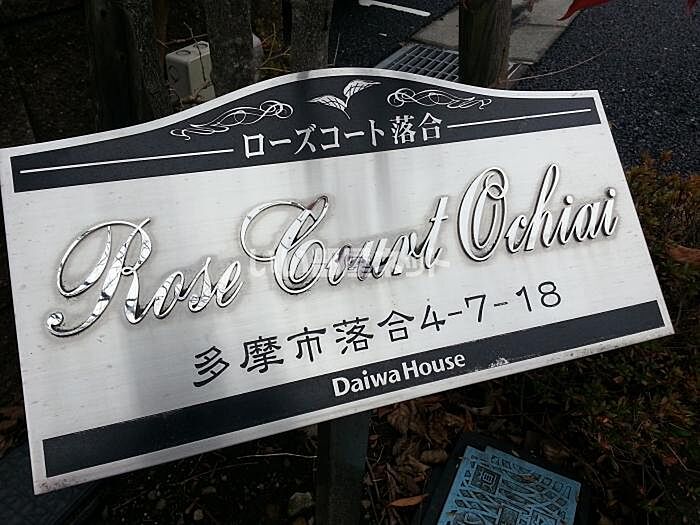 ローズコート落合
Rose Court Ochiai
多摩市落合4-7-18
Daiwa House